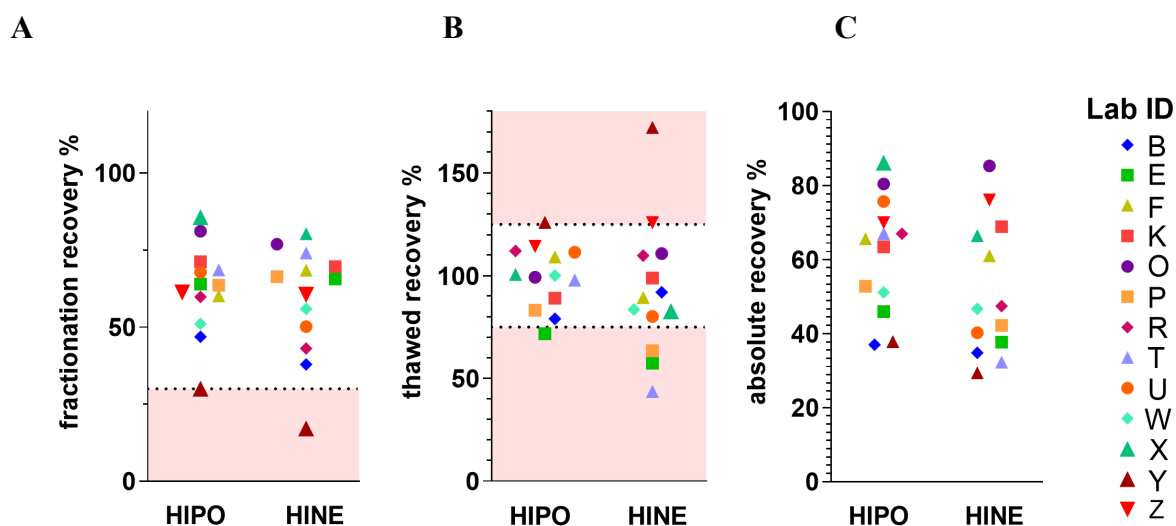 A
B
C
fractionation recovery %
100
50
0
HIPO HINE
thawed recovery %
150
100
50
0
HIPO HINE
absolute recovery %
100
80
60
40
20
0
HIPO HINE
Lab ID
B
E
F
K
O
P
R
T
U
W
X
Y
Z